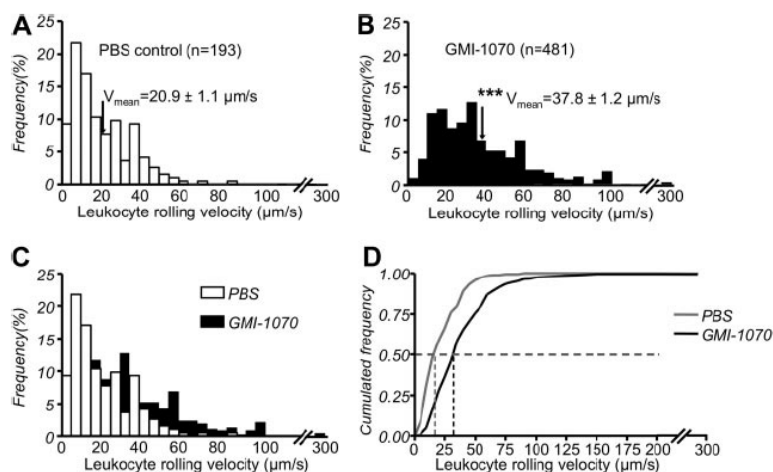 A
Frequency(%)
25
20
15
10
5
0
PBS control (n=193)
Vmean=20.9 ± 1.1 µm/s
0 20 40 60 80 100 300
Leukocyte rolling velocity (µm/s)
B
Frequency(%)
25
20
15
10
5
0
GMI-1070 (n=481)
*** Vmean=37.8 ± 1.2 µm/s
0 20 40 60 80 100 300
Leukocyte rolling velocity (µm/s)
C
Frequency(%)
25
20
15
10
5
0
PBS
GMI-1070
0 20 40 60 80 100 300
Leukocyte rolling velocity (µm/s)
D
Cumulated frequency
1.00
0.75
0.50
0.25
0.00
PBS
GMI-1070
0 25 50 75 100 125 150 175 200 300
Leukocyte rolling velocity (µm/s)